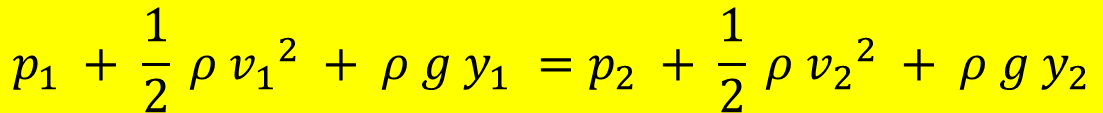 p₁ + 1/2 ρ v₁² + ρ g y₁ = p₂ + 1/2 ρ v₂² + ρ g y₂